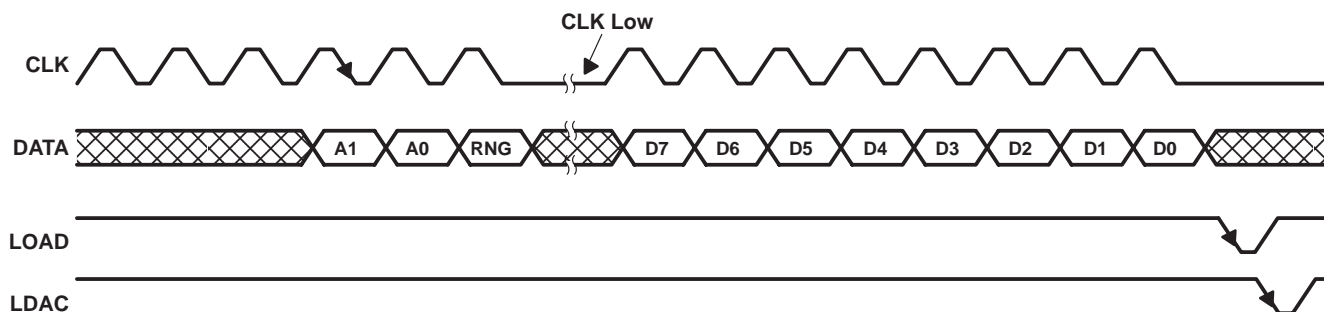 CLK Low
CLK
DATA A1 A0 RNG D7 D6 D5 D4 D3 D2 D1 D0
LOAD
LDAC